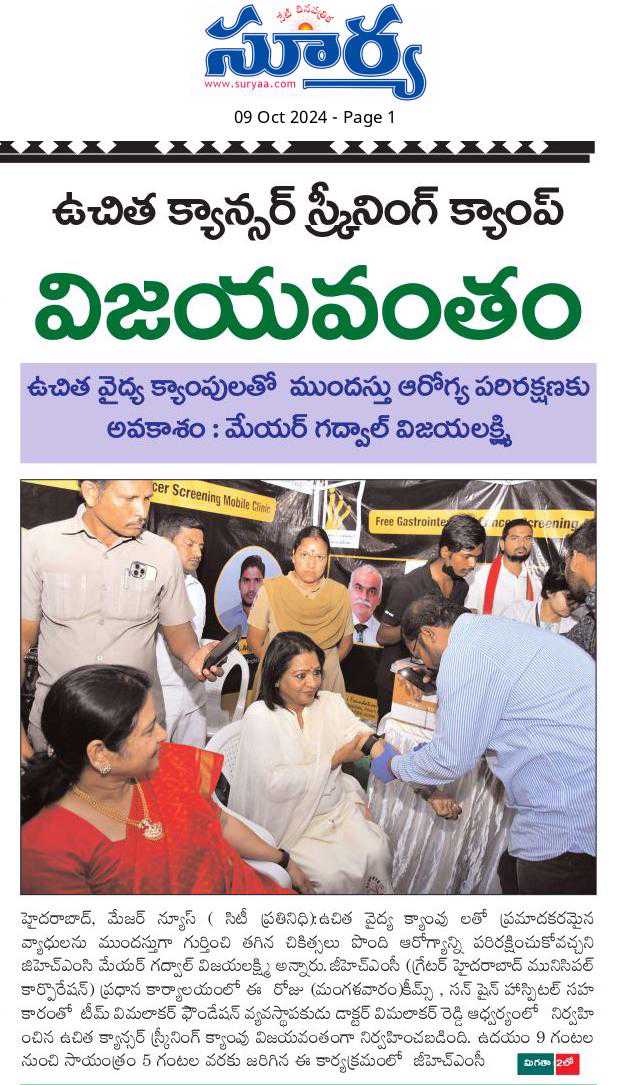 స్వేచ్ఛా దినపత్రిక
సూర్య
www.suryaa.com
09 Oct 2024 - Page 1
ఉచిత క్యాన్సర్ స్క్రీనింగ్ క్యాంప్
విజయవంతం
ఉచిత వైద్య క్యాంపులతో ముందస్తు ఆరోగ్య పరిరక్షణకు
అవకాశం : మేయర్ గద్వాల్ విజయలక్ష్మి
cer Screening Mobile Clinic
Free Gastrointe ncer Screening
హైదరాబాద్, మేజర్ న్యూస్ ( సిటీ ప్రతినిధి):ఉచిత వైద్య క్యాంపు లతో ప్రమాదకరమైన
వ్యాధులను ముందస్తుగా గుర్తించి తగిన చికిత్సలు పొంది ఆరోగ్యాన్ని పరిరక్షించుకోవచ్చని
జిహెచ్ఎంసి మేయర్ గద్వాల్ విజయలక్ష్మి అన్నారు. జీహెచ్ఎంసీ (గ్రేటర్ హైదరాబాద్ మునిసిపల్
కార్పొరేషన్) ప్రధాన కార్యాలయంలో ఈ రోజు (మంగళవారం)కిమ్స్ , సన్ షైన్ హాస్పిటల్ సహ
కారంతో టీమ్ విమలాకర్ ఫౌండేషన్ వ్యవస్థాపకుడు డాక్టర్ విమలాకర్ రెడ్డి ఆధ్వర్యంలో నిర్వహి
ంచిన ఉచిత క్యాన్సర్ స్క్రీనింగ్ క్యాంపు విజయవంతంగా నిర్వహించబడింది. ఉదయం 9 గంటల
నుంచి సాయంత్రం 5 గంటల వరకు జరిగిన ఈ కార్యక్రమంలో జీహెచ్ఎంసీ మిగతా 2లో